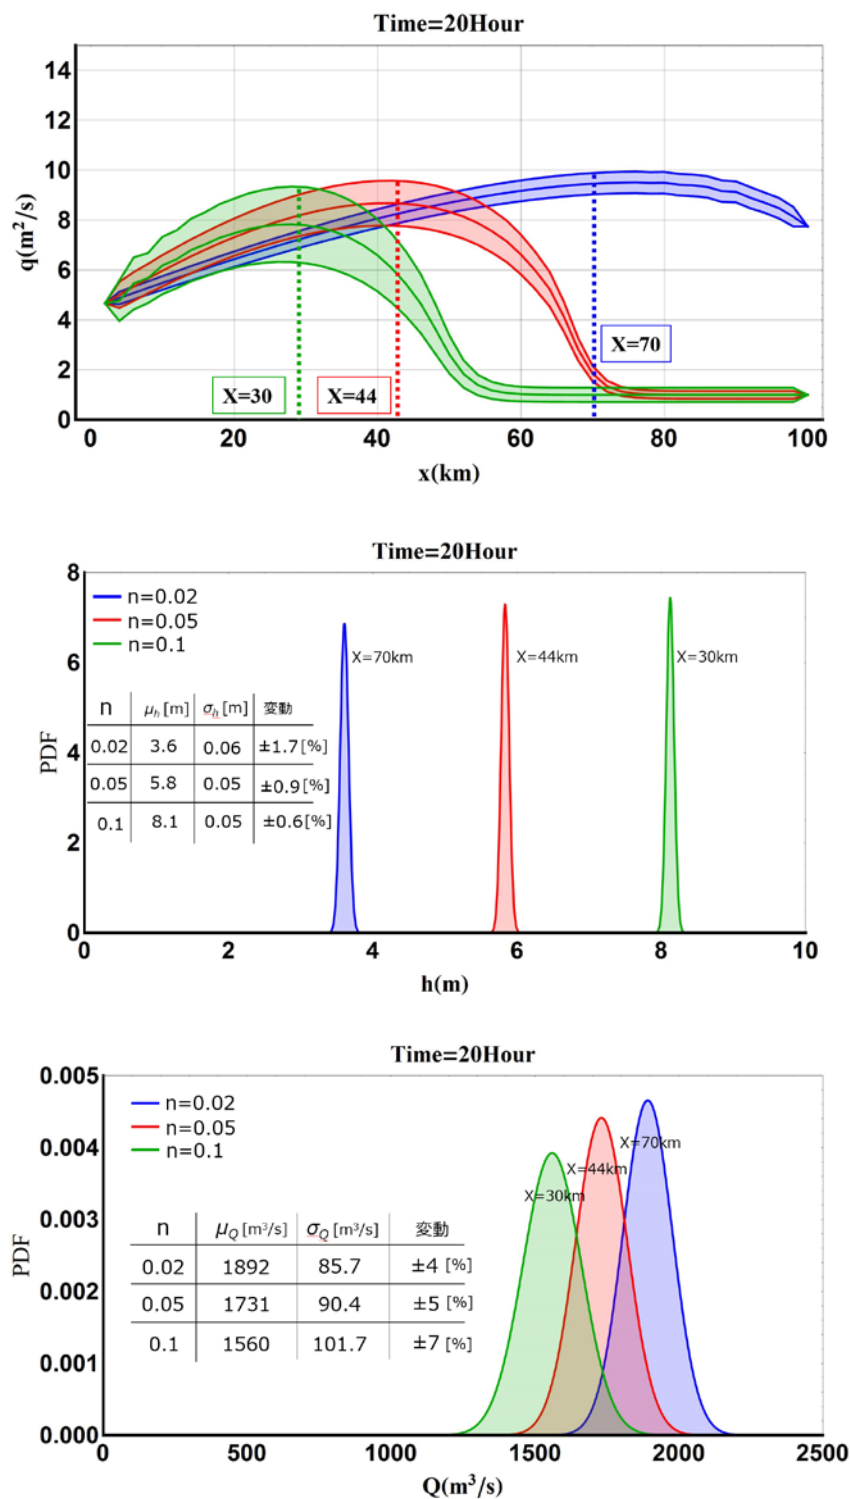 Time=20Hour
14
12
10
8
6
4
2
0
q(m²/s)
X=70
X=30
X=44
0 20 40 60 80 100
x(km)
Time=20Hour
8
6
4
2
0
PDF
n=0.02
n=0.05
n=0.1
X=70km
X=44km
X=30km
n μh [m] σh [m] 変動
0.02 3.6 0.06 ±1.7 [%]
0.05 5.8 0.05 ±0.9 [%]
0.1 8.1 0.05 ±0.6 [%]
0 2 4 6 8 10
h(m)
Time=20Hour
0.005
0.004
0.003
0.002
0.001
0.000
PDF
n=0.02
n=0.05
n=0.1
X=70km
X=44km
X=30km
n μQ [m³/s] σQ [m³/s] 変動
0.02 1892 85.7 ±4 [%]
0.05 1731 90.4 ±5 [%]
0.1 1560 101.7 ±7 [%]
0 500 1000 1500 2000 2500
Q(m³/s)